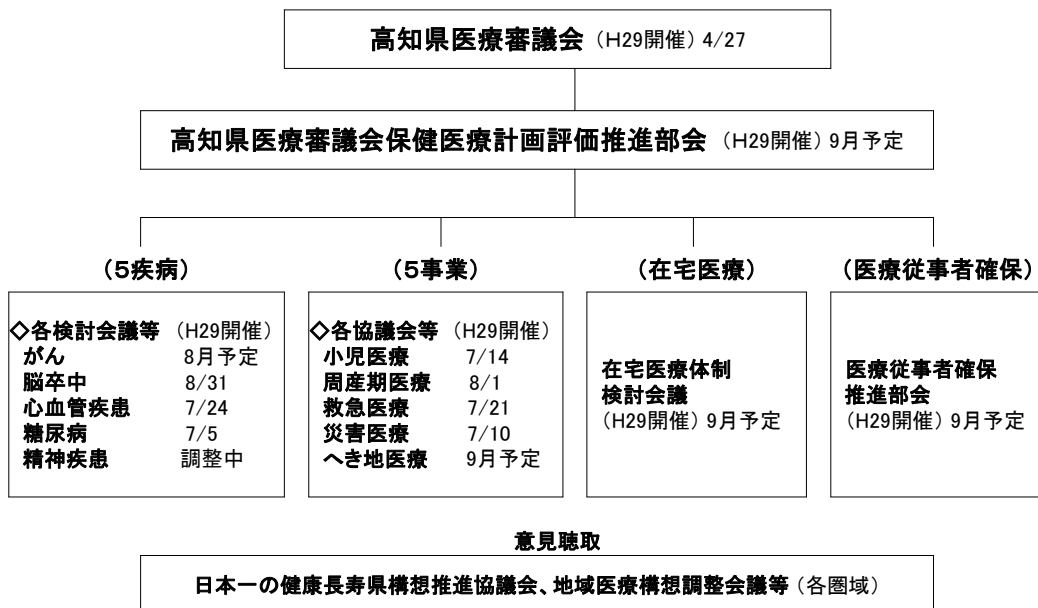 高知県医療審議会 （H29開催） 4/27
高知県医療審議会保健医療計画評価推進部会 （H29開催） 9月予定
（5疾病）
◇各検討会議等 （H29開催）
がん 8月予定
脳卒中 8/31
心血管疾患 7/24
糖尿病 7/5
精神疾患 調整中
（5事業）
◇各協議会等 （H29開催）
小児医療 7/14
周産期医療 8/1
救急医療 7/21
災害医療 7/10
へき地医療 9月予定
（在宅医療）
在宅医療体制
検討会議
（H29開催） 9月予定
（医療従事者確保）
医療従事者確保
推進部会
（H29開催） 9月予定
意見聴取
日本一の健康長寿県構想推進協議会、地域医療構想調整会議等 （各圏域）